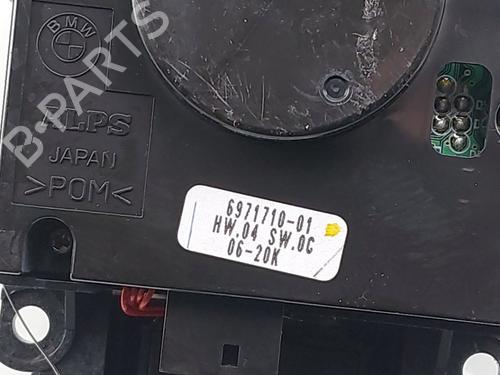 BMW
B-PARTS
ALPS
JAPAN
>POM<
6971710-01
HW.04 SW.0C
06-20K